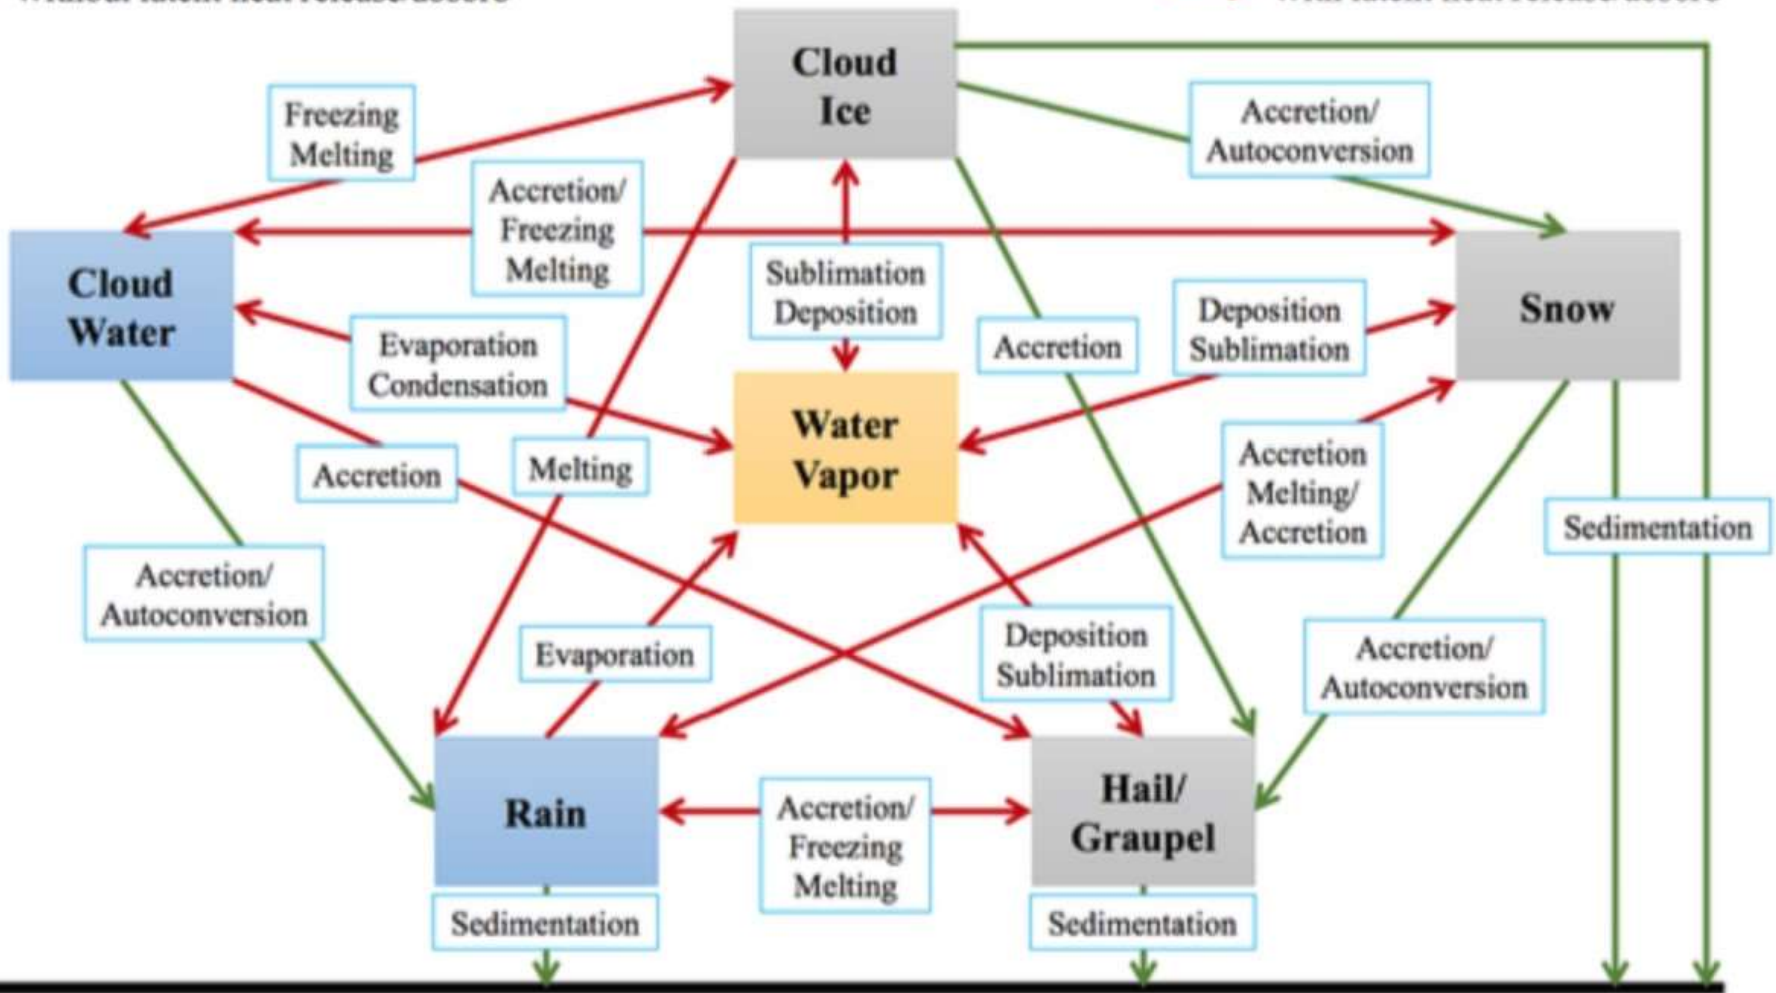 Cloud
Ice
Freezing
Melting
Accretion/
Autoconversion
Accretion/
Freezing
Melting
Cloud
Water
Sublimation
Deposition
Deposition
Sublimation
Snow
Evaporation
Condensation
Accretion
Water
Vapor
Accretion
Melting
Accretion
Melting/
Accretion
Sedimentation
Accretion/
Autoconversion
Evaporation
Deposition
Sublimation
Accretion/
Autoconversion
Rain
Accretion/
Freezing
Melting
Hail/
Graupel
Sedimentation
Sedimentation